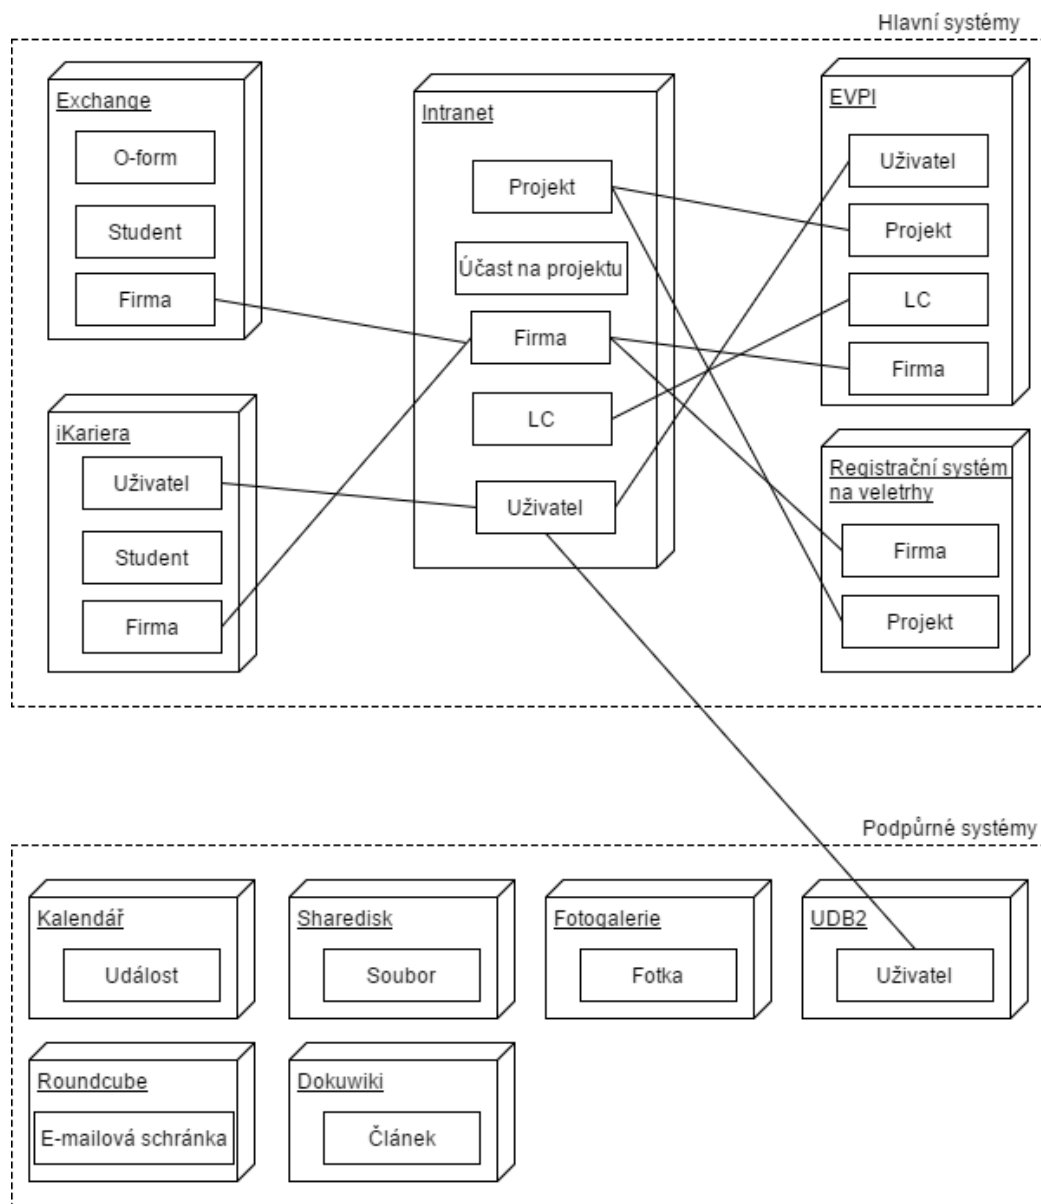 Hlavní systémy
Exchange
O-form
Student
Firma
iKariera
Uživatel
Student
Firma
Intranet
Projekt
Účast na projektu
Firma
LC
Uživatel
EVPI
Uživatel
Projekt
LC
Firma
Registrační systém
na veletrhy
Firma
Projekt
Podpůrné systémy
Kalendář
Událost
Sharedisk
Soubor
Fotogalerie
Fotka
UDB2
Uživatel
Roundcube
E-mailová schránka
Dokuwiki
Článek